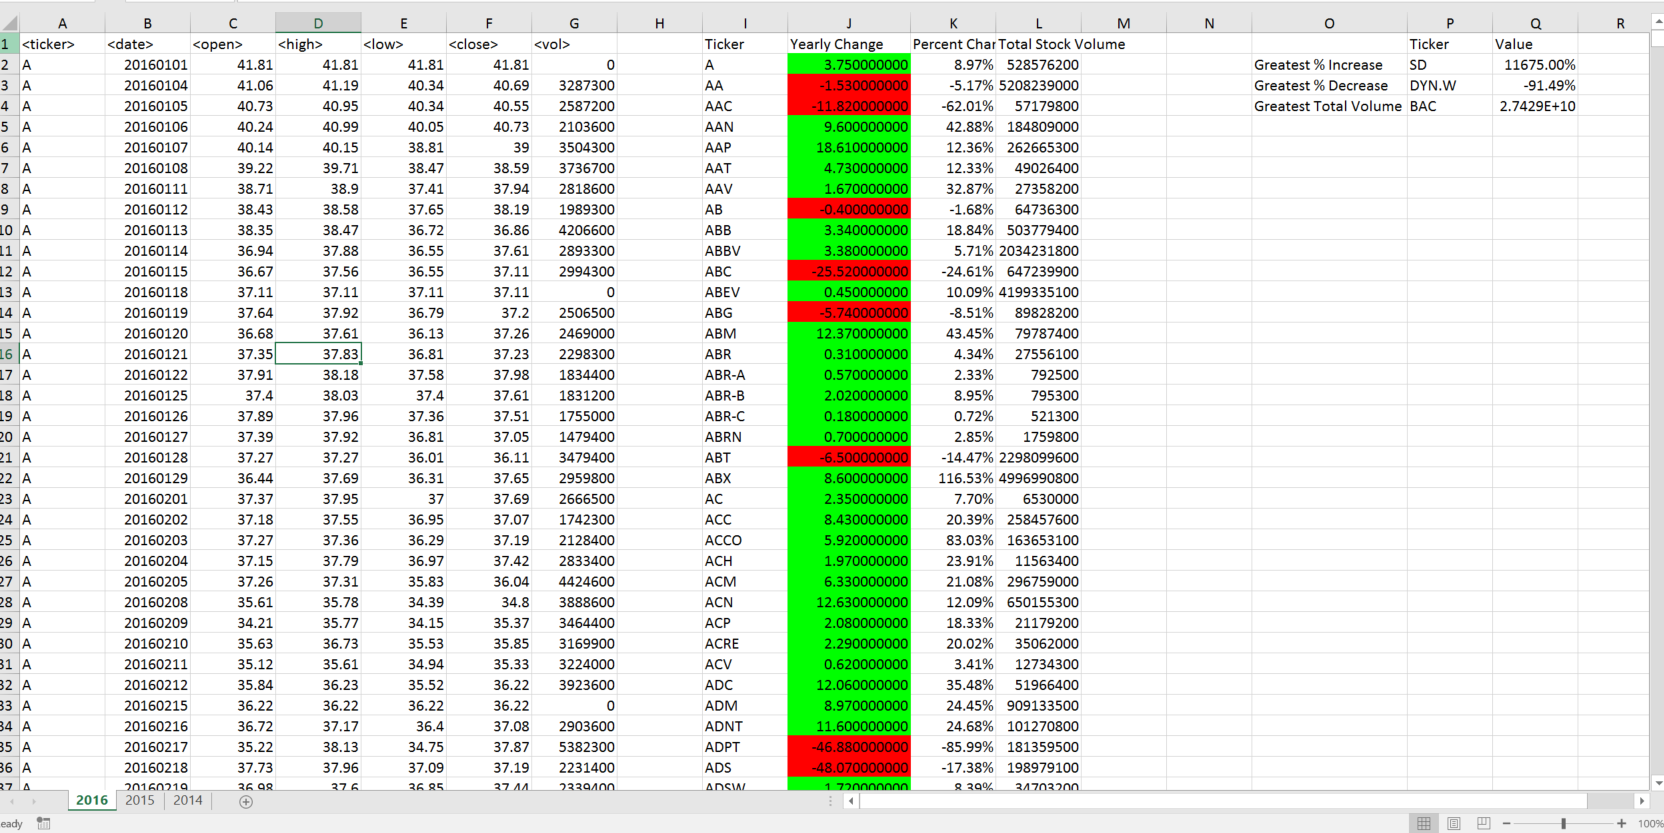 A B C D E F G H I J K L M N O P Q R
1 <ticker> <date> <open> <high> <low> <close> <vol> Ticker Yearly Change Percent Char Total Stock Volume Ticker Value
2 A 20160101 41.81 41.81 41.81 41.81 0 A 3.750000000 8.97% 528576200 Greatest % Increase SD 11675.00%
3 A 20160104 41.06 41.19 40.34 40.69 3287300 AA -1.530000000 -5.17% 5208239000 Greatest % Decrease DYN.W -91.49%
4 A 20160105 40.73 40.95 40.34 40.55 2587200 AAC -11.820000000 -62.01% 57179800 Greatest Total Volume BAC 2.7429E+10
5 A 20160106 40.24 40.99 40.05 40.73 2103600 AAN 9.600000000 42.88% 184809000
6 A 20160107 40.14 40.15 38.81 39 3504300 AAP 18.610000000 12.36% 262665300
7 A 20160108 39.22 39.71 38.47 38.59 3736700 AAT 4.730000000 12.33% 49026400
8 A 20160111 38.71 38.9 37.41 37.94 2818600 AAV 1.670000000 32.87% 27358200
9 A 20160112 38.43 38.58 37.65 38.19 1989300 AB -0.400000000 -1.68% 64736300
10 A 20160113 38.35 38.47 36.72 36.86 4206600 ABB 3.340000000 18.84% 503779400
11 A 20160114 36.94 37.88 36.55 37.61 2893300 ABBV 3.380000000 5.71% 2034231800
12 A 20160115 36.67 37.56 36.55 37.11 2994300 ABC -25.520000000 -24.61% 647239900
13 A 20160118 37.11 37.11 37.11 37.11 0 ABEV 0.450000000 10.09% 4199335100
14 A 20160119 37.64 37.92 36.79 37.2 2506500 ABG -5.740000000 -8.51% 89828200
15 A 20160120 36.68 37.61 36.13 37.26 2469000 ABM 12.370000000 43.45% 79787400
16 A 20160121 37.35 37.83 36.81 37.23 2298300 ABR 0.310000000 4.34% 27556100
17 A 20160122 37.91 38.18 37.58 37.98 1834400 ABR-A 0.570000000 2.33% 792500
18 A 20160125 37.4 38.03 37.4 37.61 1831200 ABR-B 2.020000000 8.95% 795300
19 A 20160126 37.89 37.96 37.36 37.51 1755000 ABR-C 0.180000000 0.72% 521300
20 A 20160127 37.39 37.92 36.81 37.05 1479400 ABRN 0.700000000 2.85% 1759800
21 A 20160128 37.27 37.27 36.01 36.11 3479400 ABT -6.500000000 -14.47% 2298099600
22 A 20160129 36.44 37.69 36.31 37.65 2959800 ABX 8.600000000 116.53% 4996990800
23 A 20160201 37.37 37.95 37 37.69 2666500 AC 2.350000000 7.70% 6530000
24 A 20160202 37.18 37.55 36.95 37.07 1742300 ACC 8.430000000 20.39% 258457600
25 A 20160203 37.27 37.36 36.29 37.19 2128400 ACCO 5.920000000 83.03% 163653100
26 A 20160204 37.15 37.79 36.97 37.42 2833400 ACH 1.970000000 23.91% 11563400
27 A 20160205 37.26 37.31 35.83 36.04 4424600 ACM 6.330000000 21.08% 296759000
28 A 20160208 35.61 35.78 34.39 34.8 3888600 ACN 12.630000000 12.09% 650155300
29 A 20160209 34.21 35.77 34.15 35.37 3464400 ACP 2.080000000 18.33% 21179200
30 A 20160210 35.63 36.73 35.53 35.85 3169900 ACRE 2.290000000 20.02% 35062000
31 A 20160211 35.12 35.61 34.94 35.33 3224000 ACV 0.620000000 3.41% 12734300
32 A 20160212 35.84 36.23 35.52 36.22 3923600 ADC 12.060000000 35.48% 51966400
33 A 20160215 36.22 36.22 36.22 36.22 0 ADM 8.970000000 24.45% 909133500
34 A 20160216 36.72 37.17 36.4 37.08 2903600 ADNT 11.600000000 24.68% 101270800
35 A 20160217 35.22 38.13 34.75 37.87 5382300 ADPT -46.880000000 -85.99% 181359500
36 A 20160218 37.73 37.96 37.09 37.19 2231400 ADS -48.070000000 -17.38% 198979100
37 A 20160219 36.98 37.6 36.85 37.44 2339400 ADSW 1.720000000 8.39% 34703200
2016 2015 2014
eady 100%